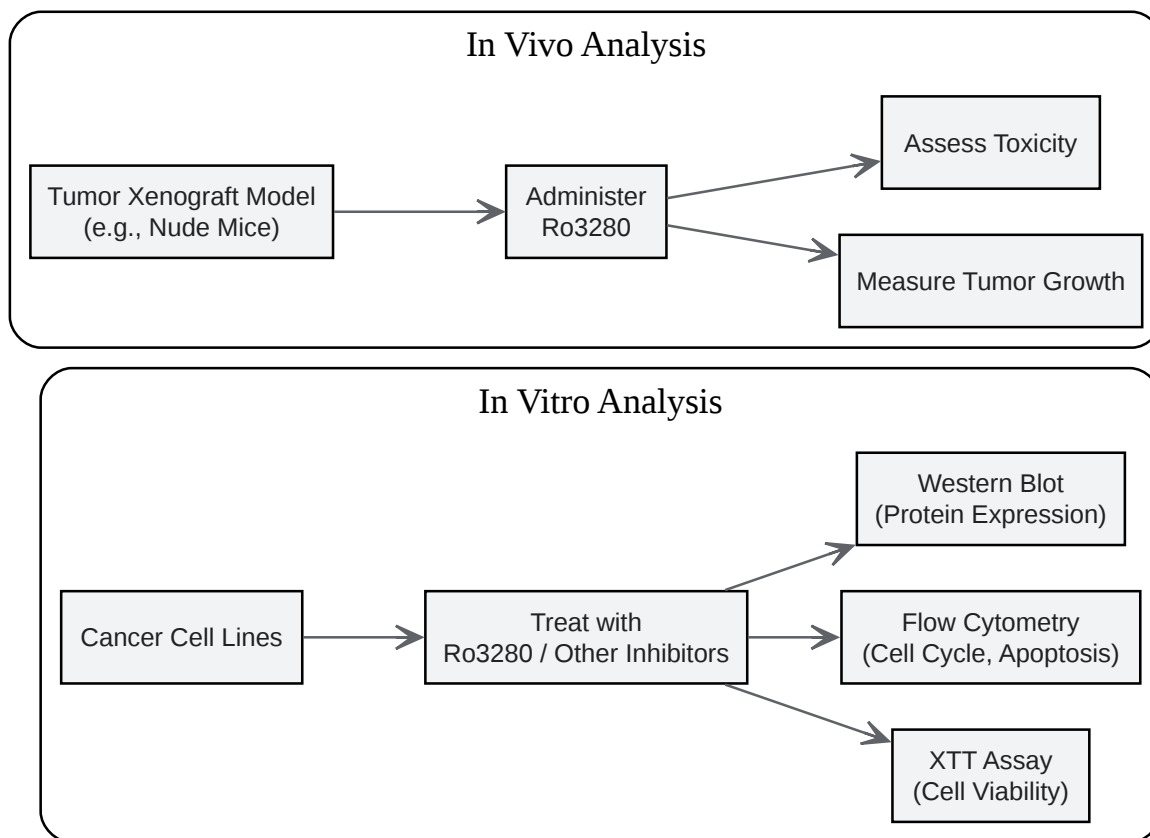 In Vivo Analysis
Tumor Xenograft Model
(e.g., Nude Mice)
Administer
Ro3280
Assess Toxicity
Measure Tumor Growth
In Vitro Analysis
Cancer Cell Lines
Treat with
Ro3280 / Other Inhibitors
Western Blot
(Protein Expression)
Flow Cytometry
(Cell Cycle, Apoptosis)
XTT Assay
(Cell Viability)